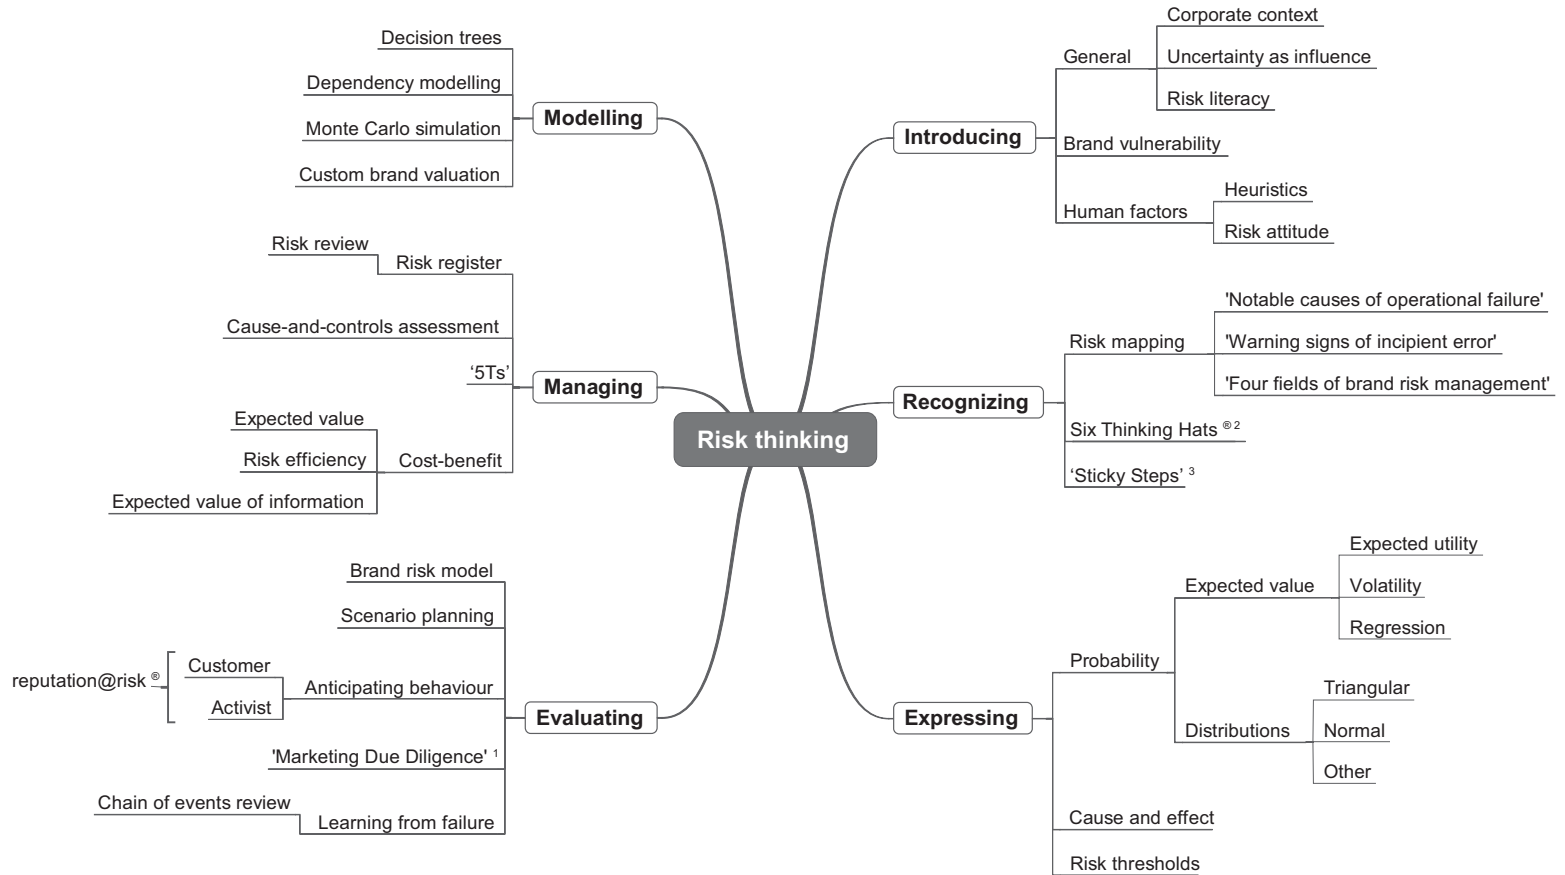 Risk thinking
Introducing
General
Corporate context
Uncertainty as influence
Risk literacy
Brand vulnerability
Human factors
Heuristics
Risk attitude
Recognizing
Risk mapping
'Notable causes of operational failure'
'Warning signs of incipient error'
'Four fields of brand risk management'
Six Thinking Hats ® 2
‘Sticky Steps’ 3
Expressing
Probability
Expected value
Expected utility
Volatility
Regression
Distributions
Triangular
Normal
Other
Cause and effect
Risk thresholds
Evaluating
Brand risk model
Scenario planning
Anticipating behaviour
Customer
Activist
reputation@risk ®
'Marketing Due Diligence' 1
Learning from failure
Chain of events review
Managing
Risk register
Risk review
Cause-and-controls assessment
‘5Ts’
Cost-benefit
Expected value
Risk efficiency
Expected value of information
Modelling
Decision trees
Dependency modelling
Monte Carlo simulation
Custom brand valuation